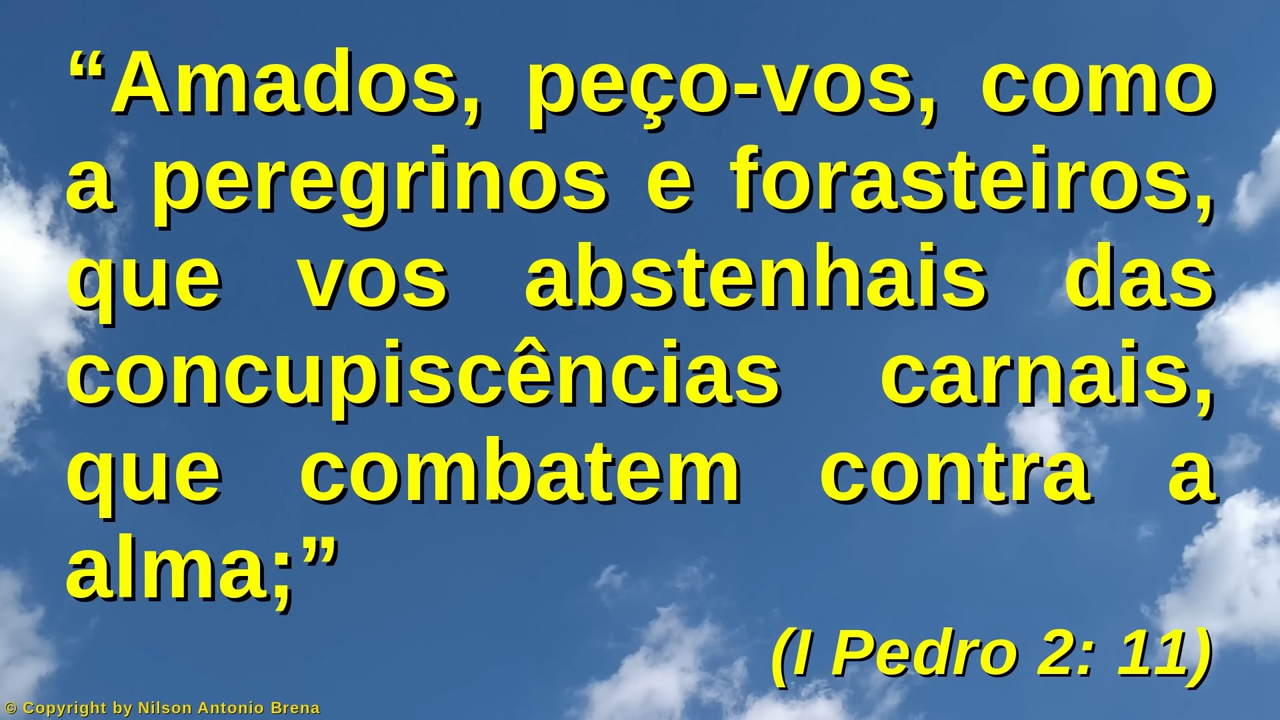 “Amados, peço-vos, como
a peregrinos e forasteiros,
que vos abstenhais das
concupiscências carnais,
que combatem contra a
alma;”
(I Pedro 2: 11)
© Copyright by Nilson Antonio Brena